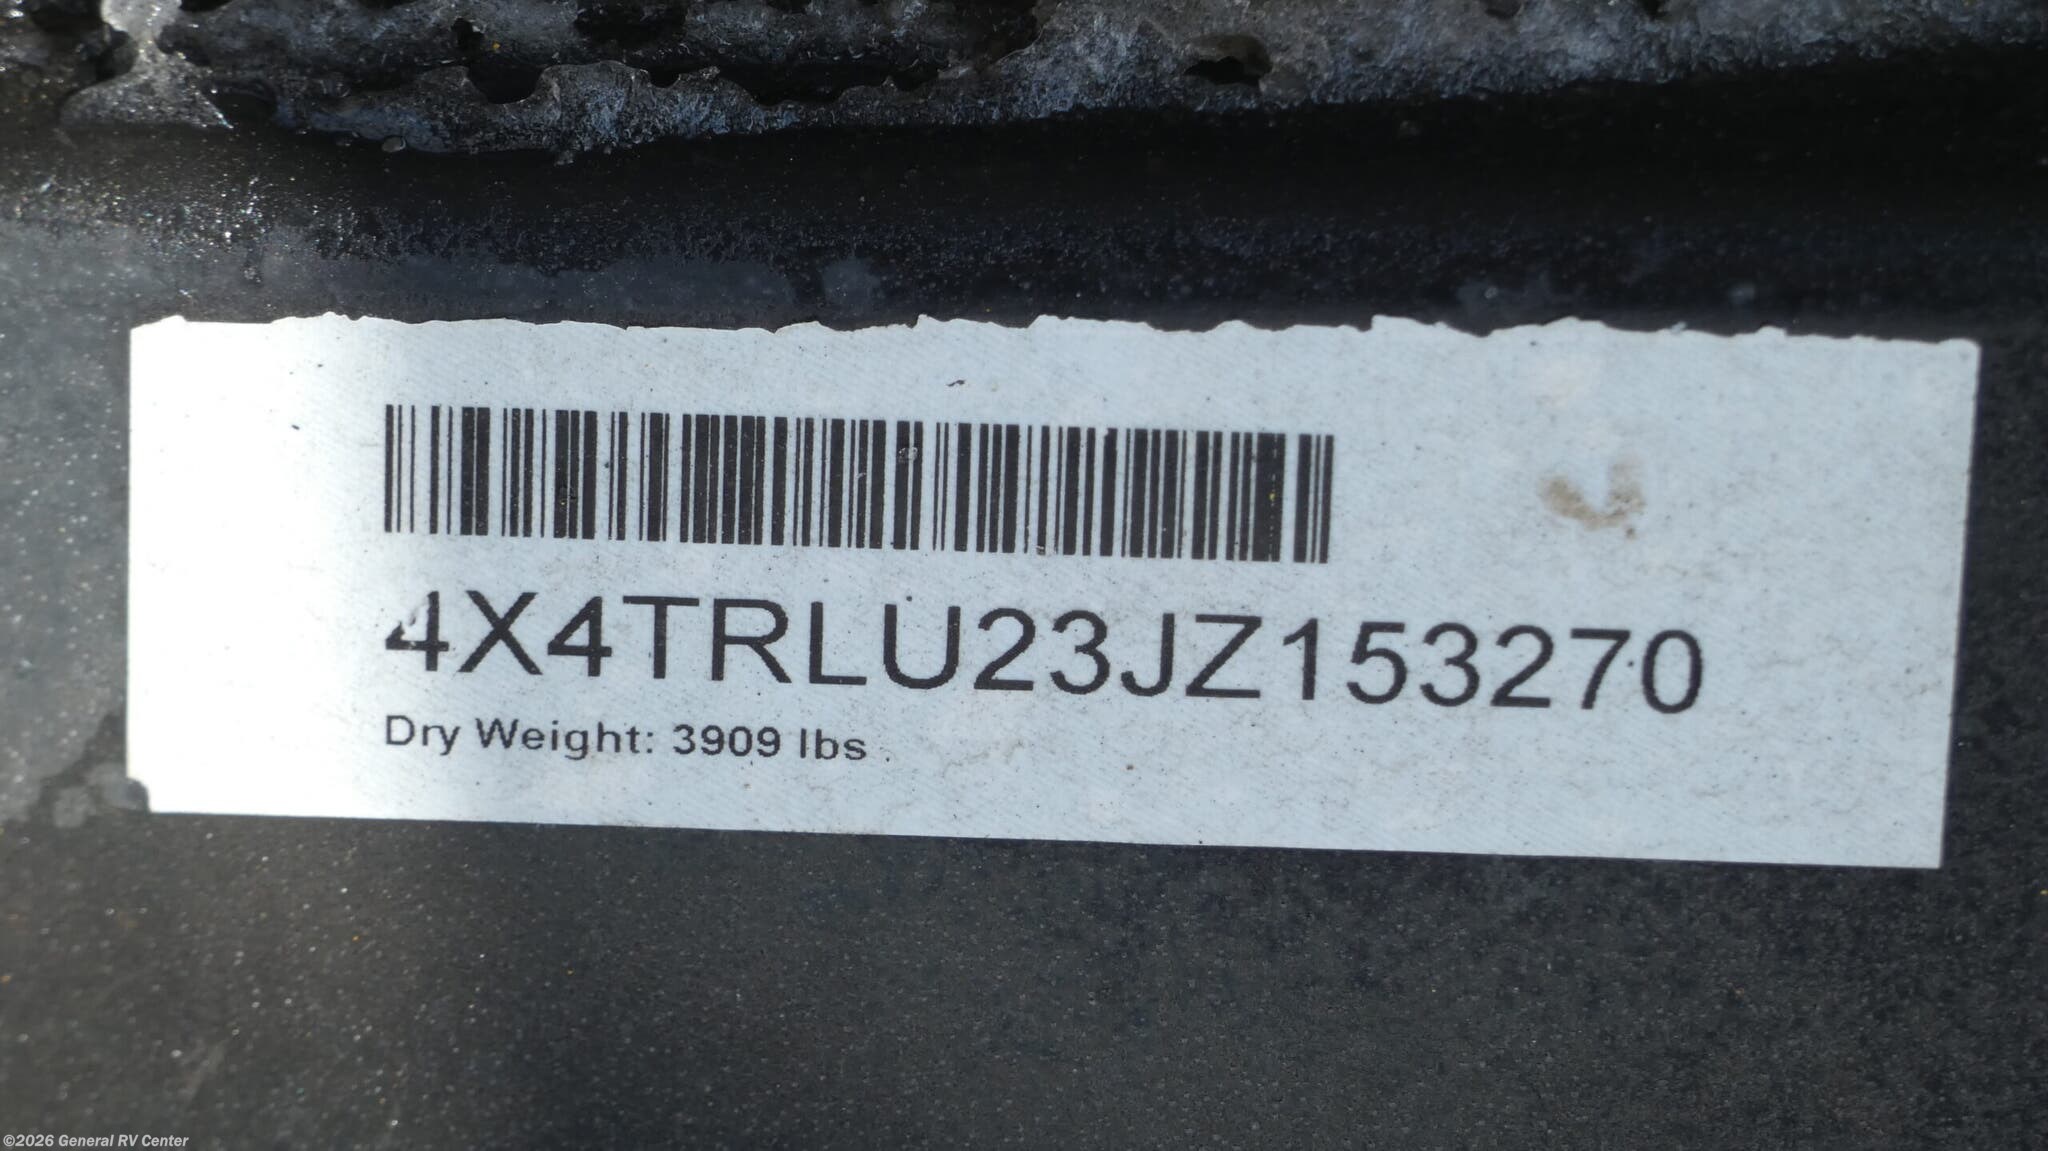 4X4TRLU23JZ153270
Dry Weight: 3909 lbs
©2026 General RV Center